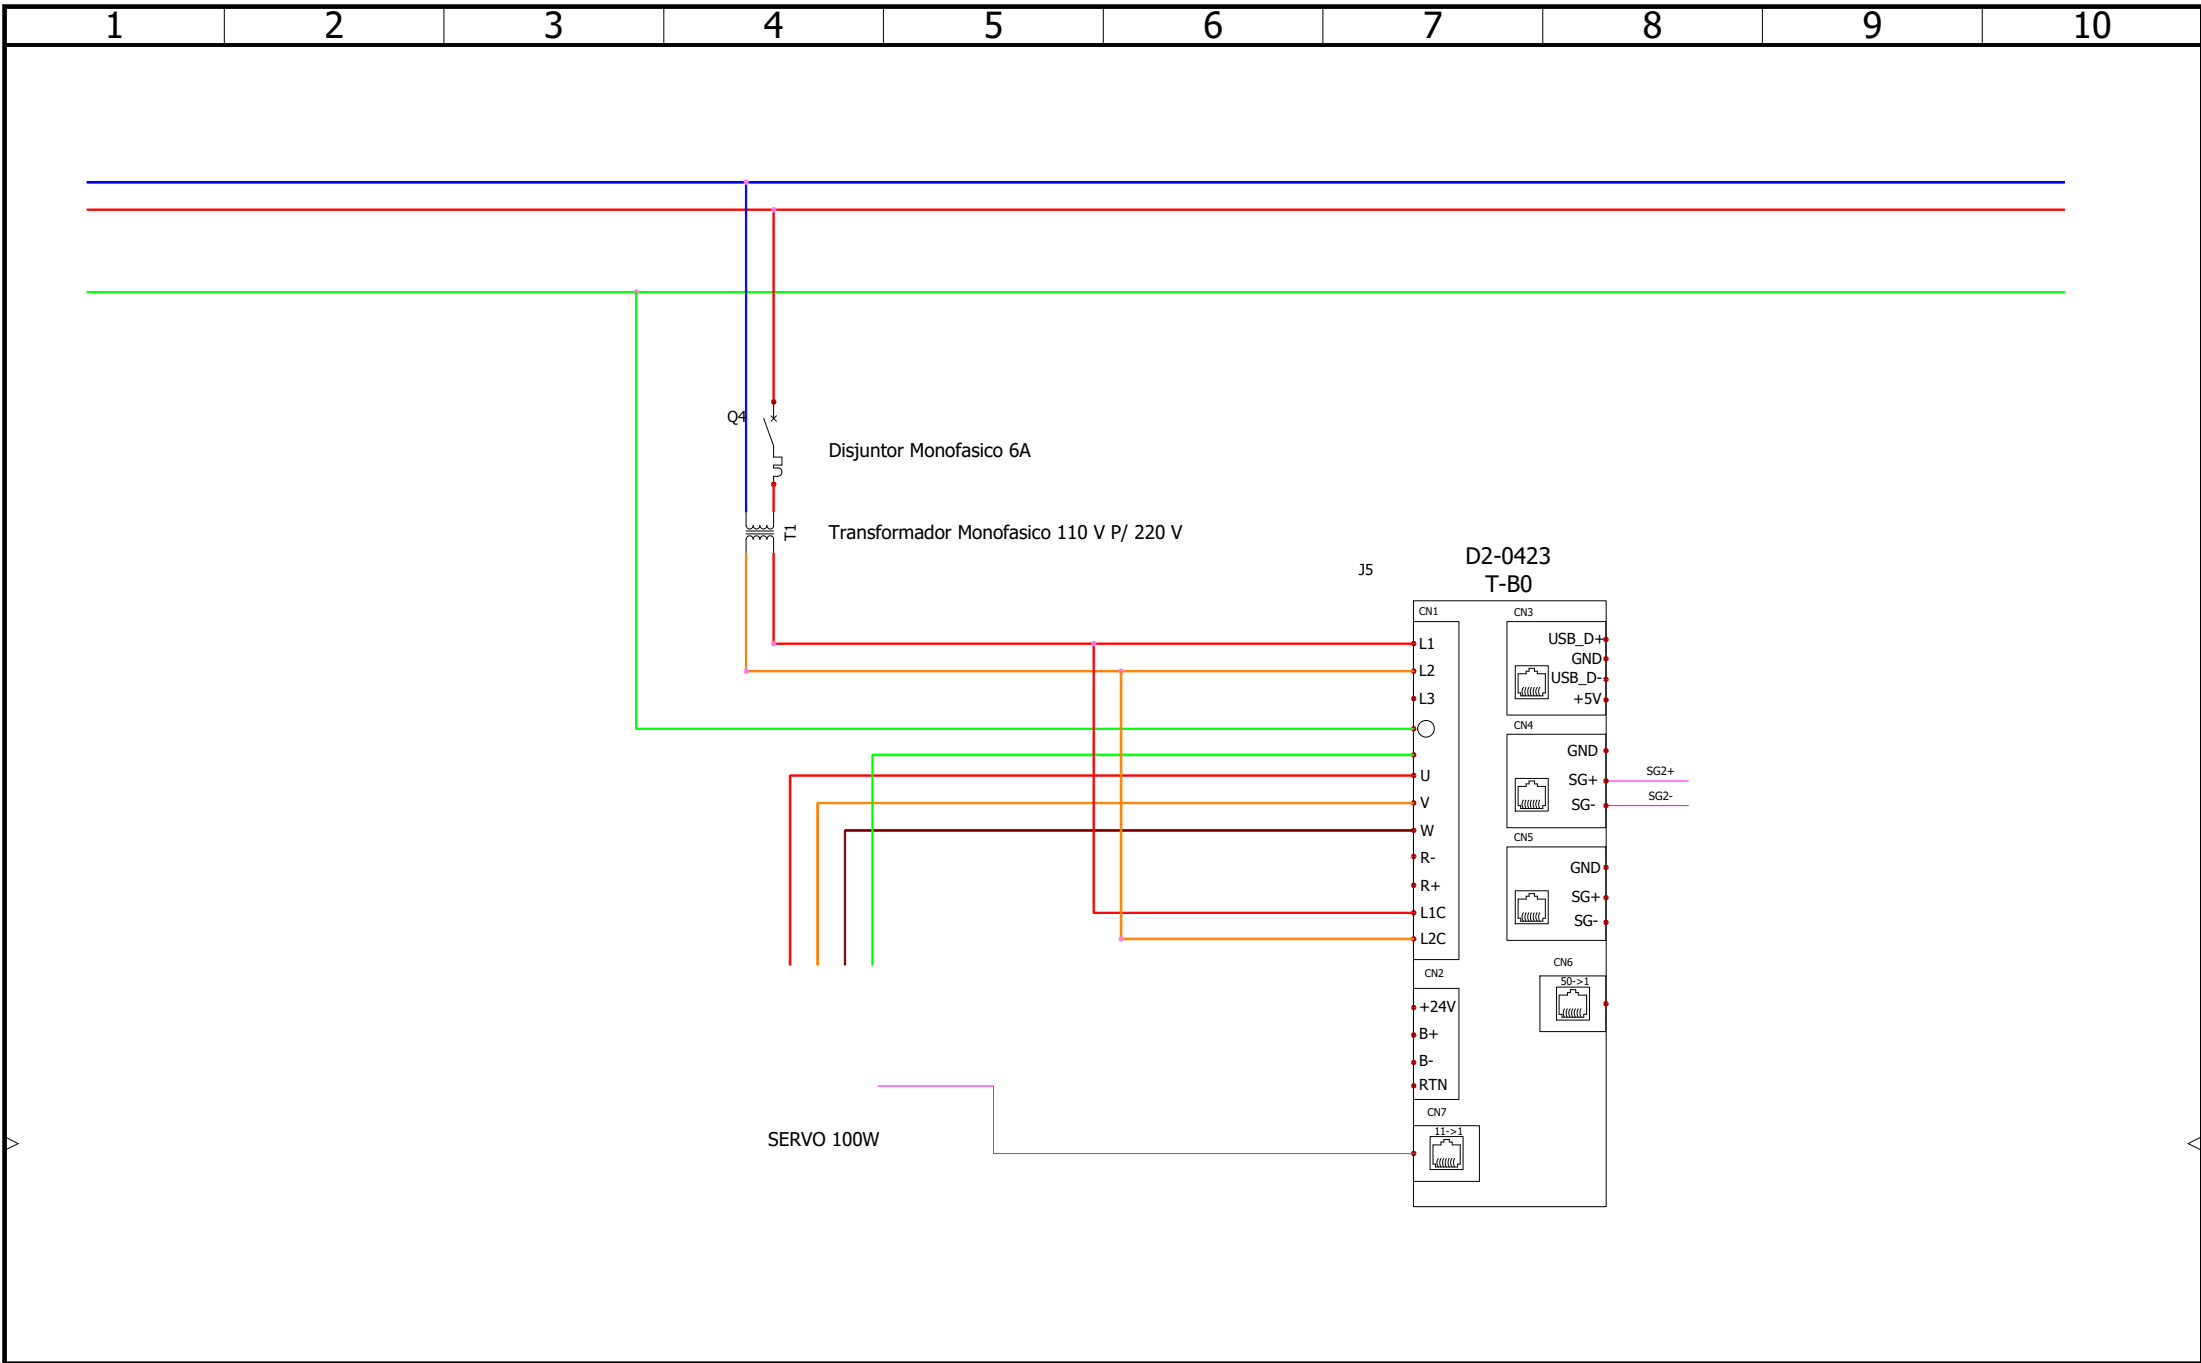 1 2 3 4 5 6 7 8 9 10
Q4
Disjuntor Monofasico 6A
T1
Transformador Monofasico 110 V P/ 220 V
J5
D2-0423
T-B0
CN1
L1
L2
L3
U
V
W
R-
R+
L1C
L2C
CN2
+24V
B+
B-
RTN
CN7
11->1
CN3
USB_D+
GND
USB_D-
+5V
CN4
GND
SG+
SG-
SG2+
SG2-
CN5
GND
SG+
SG-
CN6
50->1
SERVO 100W